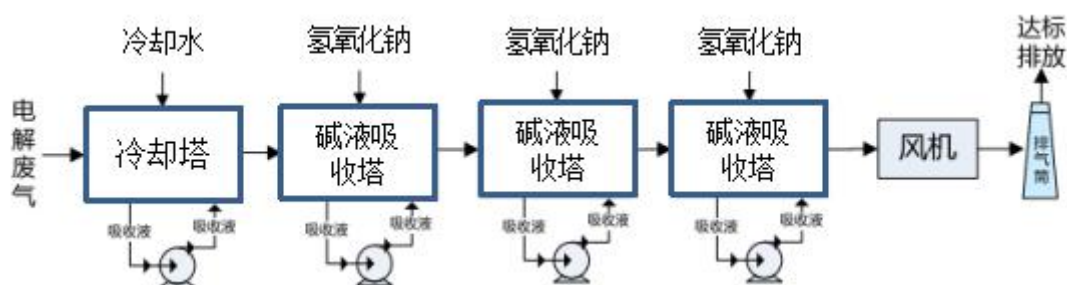 冷却水
氢氧化钠
氢氧化钠
氢氧化钠
达标
排放
电解废气
冷却塔
碱液吸
收塔
碱液吸
收塔
碱液吸
收塔
风机
排气筒
吸收液
吸收液
吸收液
吸收液
吸收液
吸收液
吸收液
吸收液